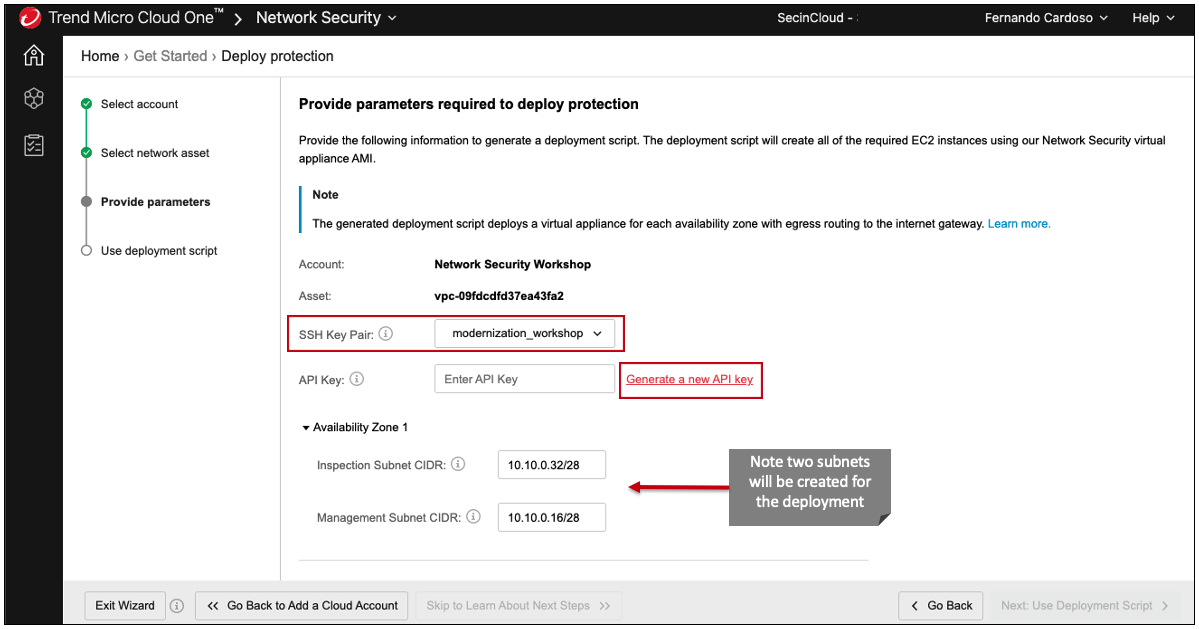 Trend Micro Cloud One™ > Network Security
SecinCloud -
Fernando Cardoso
Help
Home › Get Started › Deploy protection
Select account
Select network asset
Provide parameters
Use deployment script
Provide parameters required to deploy protection
Provide the following information to generate a deployment script. The deployment script will create all of the required EC2 instances using our Network Security virtual
appliance AMI.
Note
The generated deployment script deploys a virtual appliance for each availability zone with egress routing to the internet gateway. Learn more.
Account: Network Security Workshop
Asset: vpc-09fdcdfd37ea43fa2
SSH Key Pair: modernization_workshop
API Key: Enter API Key Generate a new API key
Availability Zone 1
Inspection Subnet CIDR: 10.10.0.32/28
Management Subnet CIDR: 10.10.0.16/28
Note two subnets
will be created for
the deployment
Exit Wizard
Go Back to Add a Cloud Account
Skip to Learn About Next Steps
Go Back
Next: Use Deployment Script